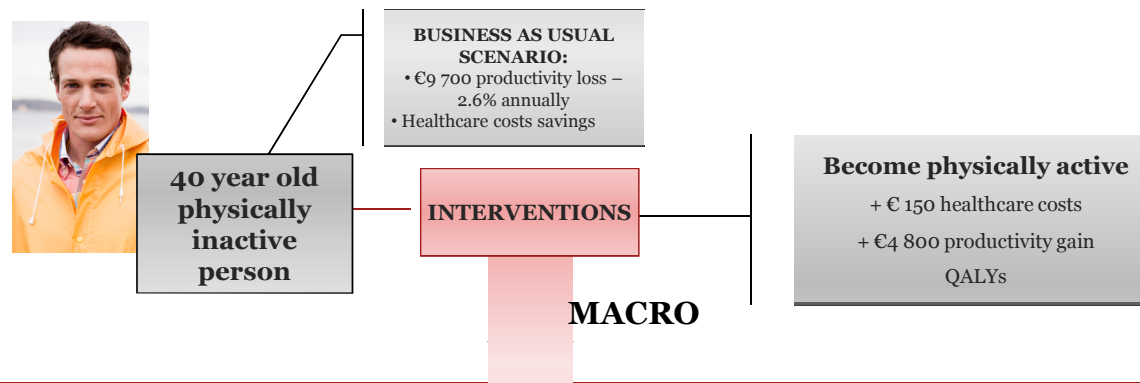 BUSINESS AS USUAL
SCENARIO:
• €9 700 productivity loss –
2.6% annually
• Healthcare costs savings
40 year old
physically
inactive
person
INTERVENTIONS
Become physically active
+ € 150 healthcare costs
+ €4 800 productivity gain
QALYs
MACRO